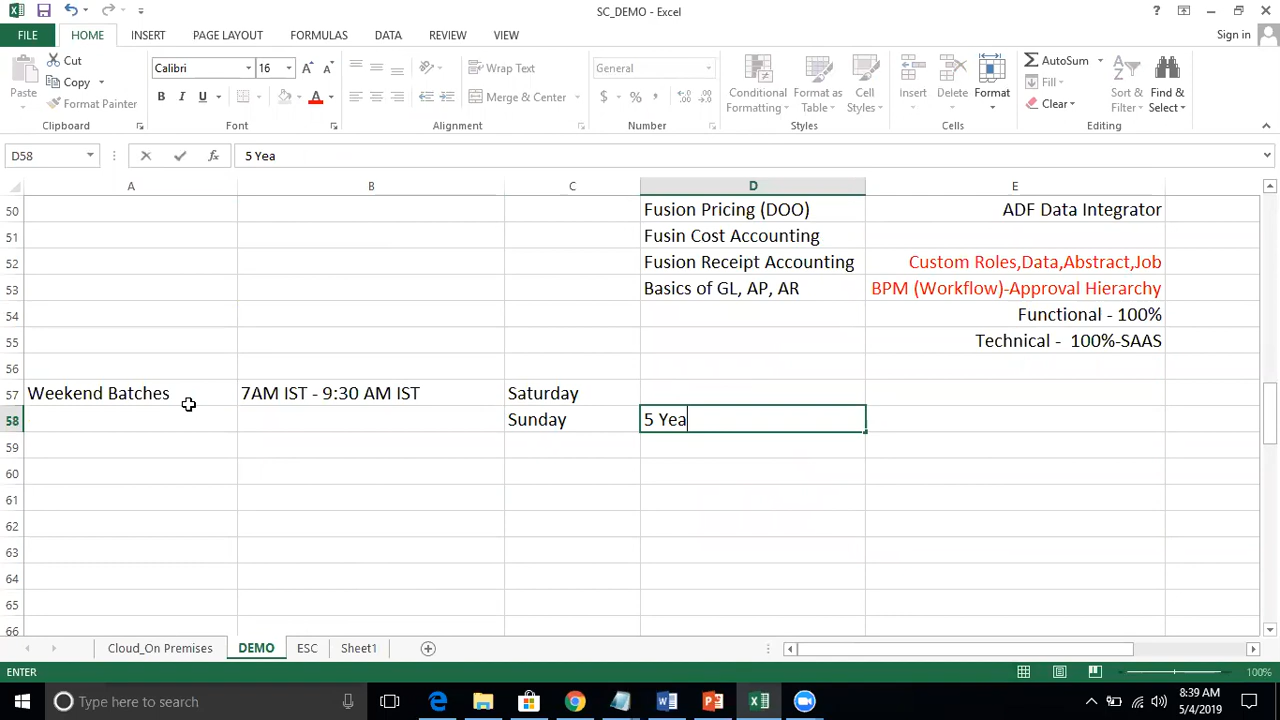 SC_DEMO - Excel
?
FILE
HOME
INSERT
PAGE LAYOUT
FORMULAS
DATA
REVIEW
VIEW
Sign in
Paste
Cut
Copy
Format Painter
Clipboard
Calibri
16
A
A
B
I
U
A
Font
Wrap Text
Merge & Center
Alignment
General
$
%
,
Number
Conditional
Formatting
Format as
Table
Cell
Styles
Styles
Insert
Delete
Format
Cells
AutoSum
Fill
Clear
Sort &
Filter
Find &
Select
Editing
D58
fx
5 Yea
A B C D E
50 Fusion Pricing (DOO) ADF Data Integrator
51 Fusin Cost Accounting
52 Fusion Receipt Accounting Custom Roles,Data,Abstract,Job
53 Basics of GL, AP, AR BPM (Workflow)-Approval Hierarchy
54 Functional - 100%
55 Technical - 100%-SAAS
56
57 Weekend Batches 7AM IST - 9:30 AM IST Saturday
58 Sunday 5 Yea
59
60
61
62
63
64
65
66
Cloud_On Premises
DEMO
ESC
Sheet1
ENTER
100%
Type here to search
8:39 AM
5/4/2019